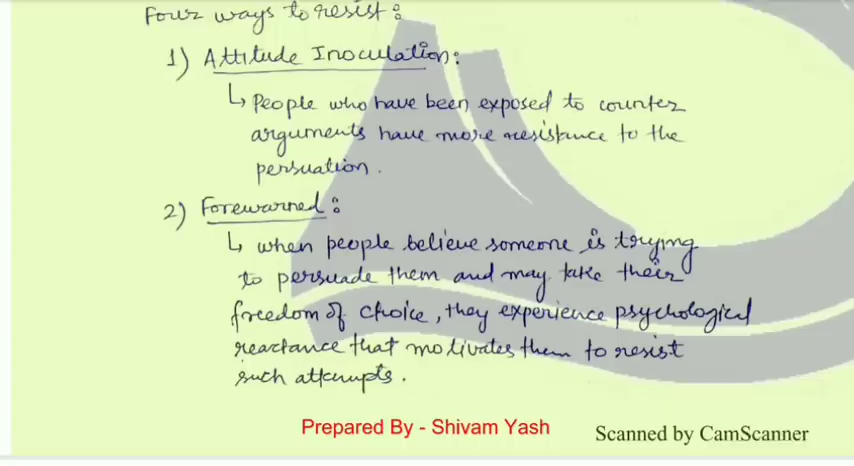 Four ways to resist:
1) Attitude Inoculation:
↳ People who have been exposed to counter
arguments have more resistance to the
persuation.
2) Forewarned:
↳ when people believe someone is trying
to persuade them and may take their
freedom of choice, they experience psychological
reactance that motivates them to resist
such attempts.
Prepared By - Shivam Yash
Scanned by CamScanner